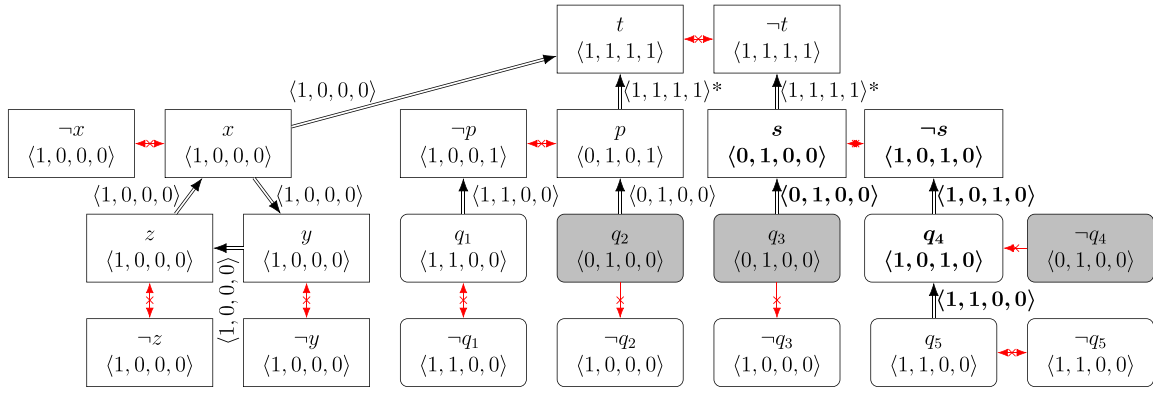 t ¬t
⟨1, 1, 1, 1⟩ ⟨1, 1, 1, 1⟩
⟨1, 0, 0, 0⟩ ⟨1, 1, 1, 1⟩* ⟨1, 1, 1, 1⟩*
¬x x ¬p p s ¬s
⟨1, 0, 0, 0⟩ ⟨1, 0, 0, 0⟩ ⟨1, 0, 0, 1⟩ ⟨0, 1, 0, 1⟩ ⟨0, 1, 0, 0⟩ ⟨1, 0, 1, 0⟩
⟨1, 0, 0, 0⟩ ⟨1, 0, 0, 0⟩ ⟨1, 1, 0, 0⟩ ⟨0, 1, 0, 0⟩ ⟨0, 1, 0, 0⟩ ⟨1, 0, 1, 0⟩
z y q₁ q₂ q₃ q₄ ¬q₄
⟨1, 0, 0, 0⟩ ⟨1, 0, 0, 0⟩ ⟨1, 1, 0, 0⟩ ⟨0, 1, 0, 0⟩ ⟨0, 1, 0, 0⟩ ⟨1, 0, 1, 0⟩ ⟨0, 1, 0, 0⟩
⟨1, 0, 0, 0⟩ ⟨1, 1, 0, 0⟩
¬z ¬y ¬q₁ ¬q₂ ¬q₃ q₅ ¬q₅
⟨1, 0, 0, 0⟩ ⟨1, 0, 0, 0⟩ ⟨1, 1, 0, 0⟩ ⟨1, 0, 0, 0⟩ ⟨1, 0, 0, 0⟩ ⟨1, 1, 0, 0⟩ ⟨1, 1, 0, 0⟩